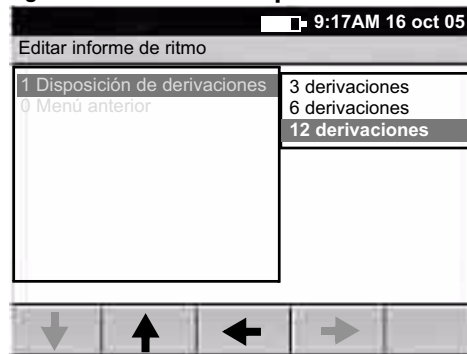 9:17AM 16 oct 05
Editar informe de ritmo
1 Disposición de derivaciones
0 Menú anterior
3 derivaciones
6 derivaciones
12 derivaciones